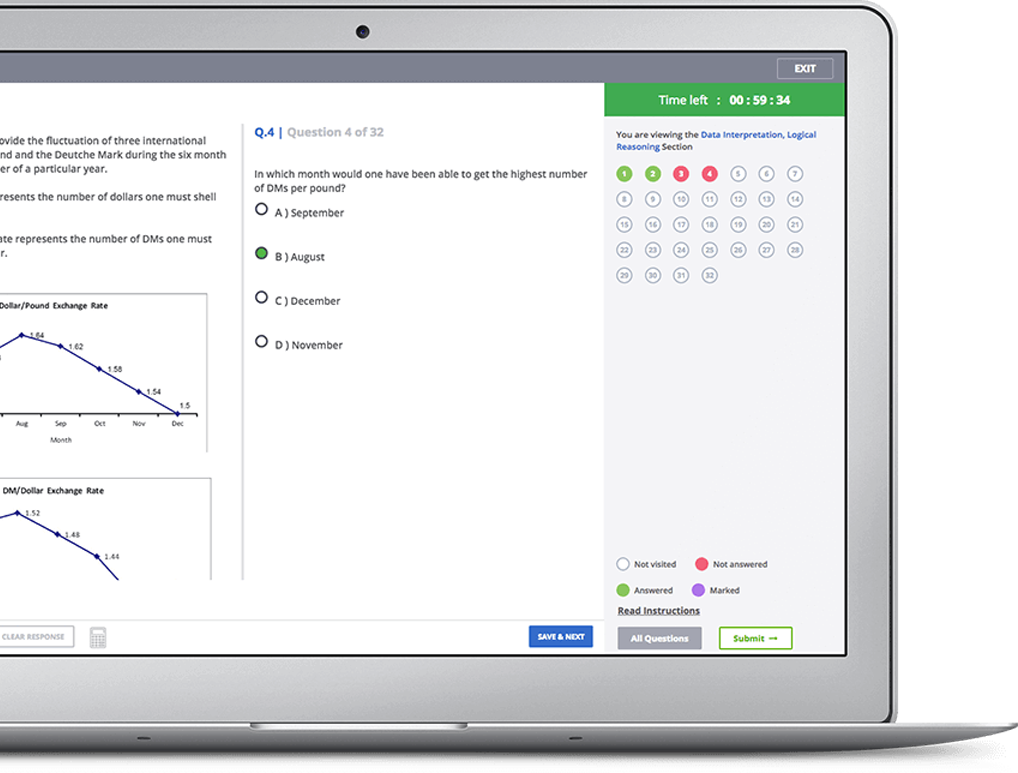 EXIT
Time left : 00 : 59 : 34
ovide the fluctuation of three international
nd and the Deutche Mark during the six month
er of a particular year.
resents the number of dollars one must shell
ate represents the number of DMs one must
r.
Dollar/Pound Exchange Rate
1.64
1.62
1.58
1.54
1.5
Aug Sep Oct Nov Dec
Month
DM/Dollar Exchange Rate
1.52
1.48
1.44
CLEAR RESPONSE
Q.4 | Question 4 of 32
In which month would one have been able to get the highest number
of DMs per pound?
A ) September
B ) August
C ) December
D ) November
SAVE & NEXT
You are viewing the Data Interpretation, Logical
Reasoning Section
1 2 3 4 5 6 7
8 9 10 11 12 13 14
15 16 17 18 19 20 21
22 23 24 25 26 27 28
29 30 31 32
Not visited Not answered
Answered Marked
Read Instructions
All Questions Submit →